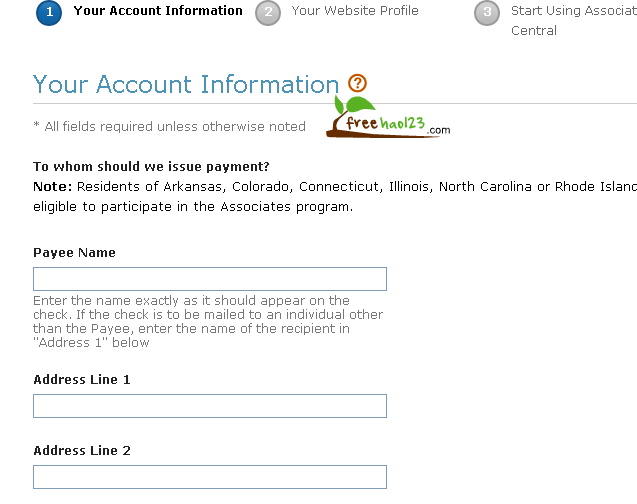 1 Your Account Information 2 Your Website Profile 3 Start Using Associat
Central
Your Account Information ?
* All fields required unless otherwise noted
freehao123.com
To whom should we issue payment?
Note: Residents of Arkansas, Colorado, Connecticut, Illinois, North Carolina or Rhode Island
eligible to participate in the Associates program.
Payee Name
Enter the name exactly as it should appear on the
check. If the check is to be mailed to an individual other
than the Payee, enter the name of the recipient in
"Address 1" below
Address Line 1
Address Line 2